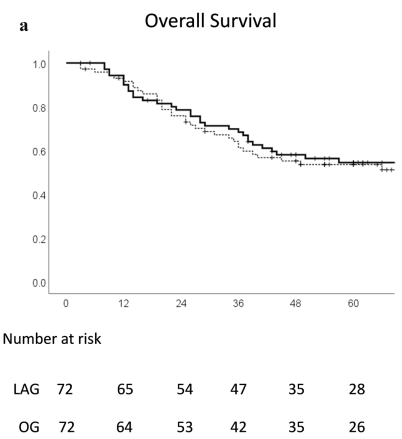 a
Overall Survival
1.0
0.8
0.6
0.4
0.2
0.0
0 12 24 36 48 60
Number at risk
LAG 72 65 54 47 35 28
OG 72 64 53 42 35 26